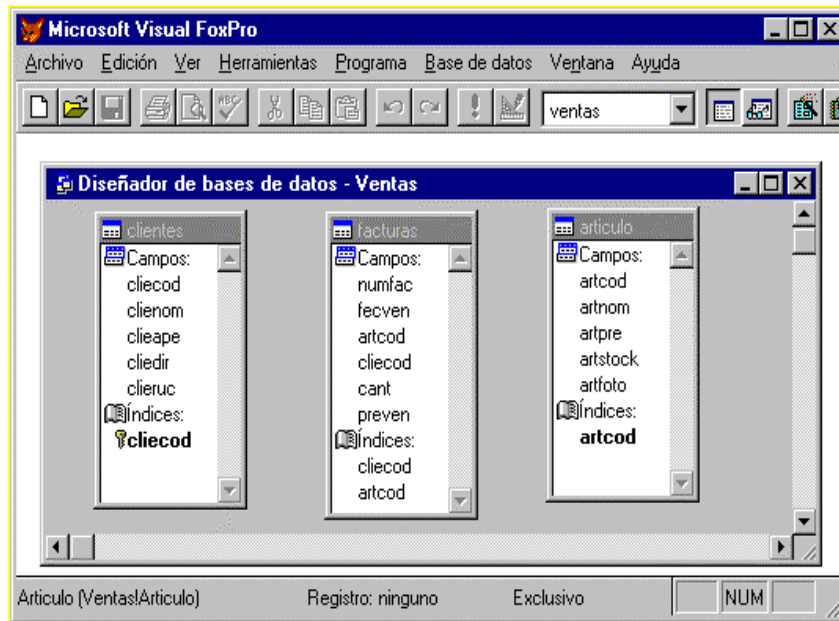 Microsoft Visual FoxPro
Archivo Edición Ver Herramientas Programa Base de datos Ventana Ayuda
ABC
ventas
Diseñador de bases de datos - Ventas
clientes
Campos:
cliecod
clienom
clieape
cliedir
clieruc
Índices:
cliecod
facturas
Campos:
numfac
fecven
artcod
cliecod
cant
preven
Índices:
cliecod
artcod
articulo
Campos:
artcod
artnom
artpre
artstock
artfoto
Índices:
artcod
Articulo (Ventas!Articulo) Registro: ninguno Exclusivo NUM